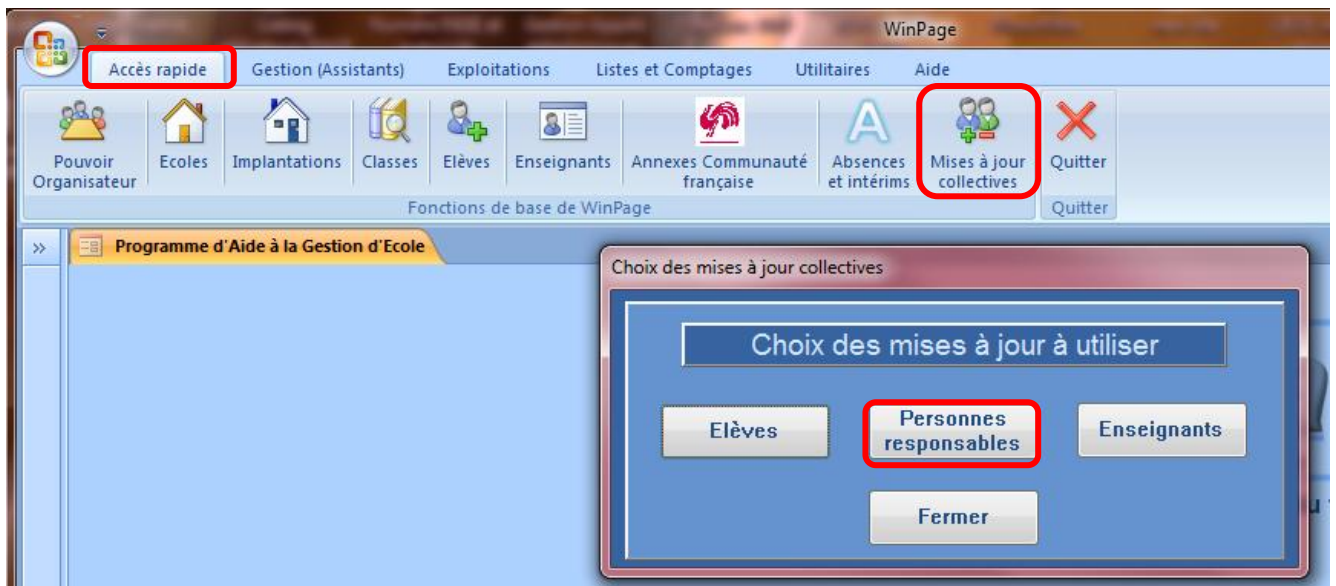 WinPage
Accès rapide
Gestion (Assistants)
Exploitations
Listes et Comptages
Utilitaires
Aide
Pouvoir
Organisateur
Ecoles
Implantations
Classes
Elèves
Enseignants
Annexes Communauté
française
Absences
et intérims
Mises à jour
collectives
Quitter
Fonctions de base de WinPage
Quitter
»
Programme d'Aide à la Gestion d'Ecole
Choix des mises à jour collectives
Choix des mises à jour à utiliser
Elèves
Personnes
responsables
Enseignants
Fermer